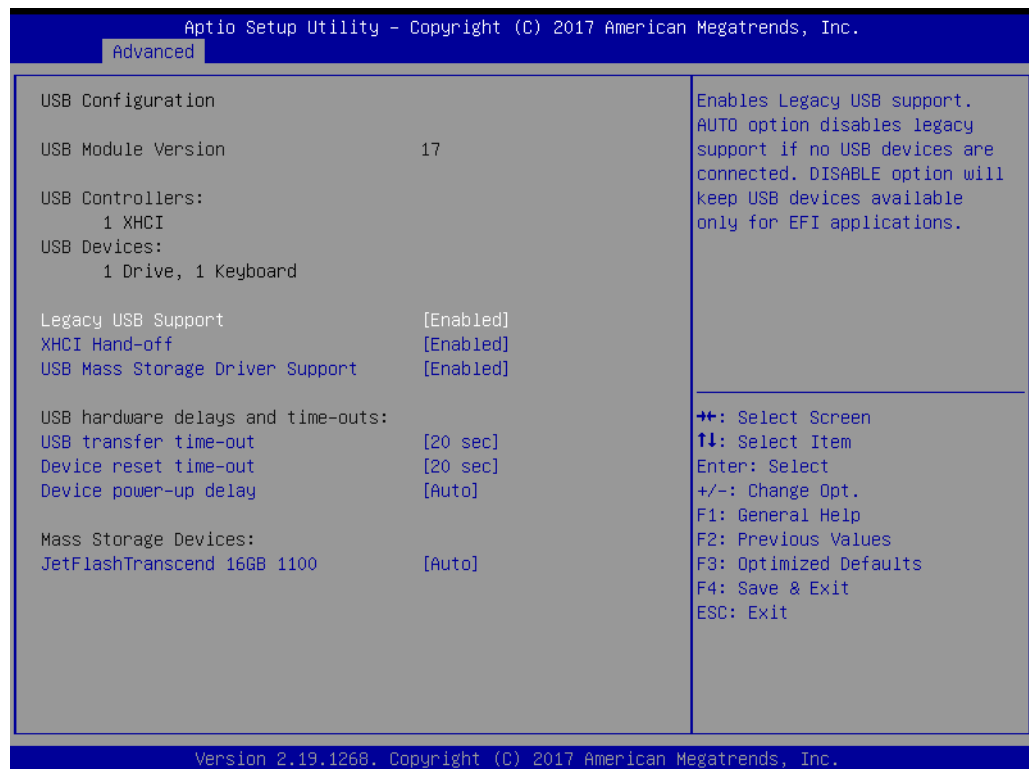 Aptio Setup Utility – Copyright (C) 2017 American Megatrends, Inc.
Advanced
USB Configuration
USB Module Version 17
USB Controllers:
1 XHCI
USB Devices:
1 Drive, 1 Keyboard
Legacy USB Support [Enabled]
XHCI Hand-off [Enabled]
USB Mass Storage Driver Support [Enabled]
USB hardware delays and time-outs:
USB transfer time-out [20 sec]
Device reset time-out [20 sec]
Device power-up delay [Auto]
Mass Storage Devices:
JetFlashTranscend 16GB 1100 [Auto]
Enables Legacy USB support.
AUTO option disables legacy
support if no USB devices are
connected. DISABLE option will
keep USB devices available
only for EFI applications.
→←: Select Screen
↑↓: Select Item
Enter: Select
+/-: Change Opt.
F1: General Help
F2: Previous Values
F3: Optimized Defaults
F4: Save & Exit
ESC: Exit
Version 2.19.1268. Copyright (C) 2017 American Megatrends, Inc.